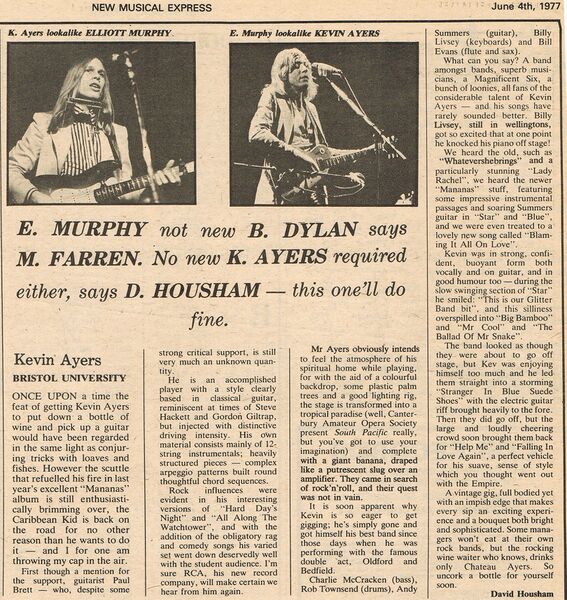 NEW MUSICAL EXPRESS
June 4th, 1977
K. Ayers lookalike ELLIOTT MURPHY.
E. Murphy lookalike KEVIN AYERS
E. MURPHY not new B. DYLAN says
M. FARREN. No new K. AYERS required
either, says D. HOUSHAM — this one'll do
fine.
Kevin Ayers
BRISTOL UNIVERSITY
ONCE UPON a time the
feat of getting Kevin Ayers
to put down a bottle of
wine and pick up a guitar
would have been regarded
in the same light as conjur-
ing tricks with loaves and
fishes. However the scuttle
that refuelled his fire in last
year's excellent "Mananas"
album is still enthusiasti-
cally brimming over, the
Caribbean Kid is back on
the road for no other
reason than he wants to do
it — and I for one am
throwing my cap in the air.
First though a mention for
the support, guitarist Paul
Brett — who, despite some
strong critical support, is still
very much an unknown quan-
tity.
He is an accomplished
player with a style clearly
based in classical guitar,
reminiscent at times of Steve
Hackett and Gordon Giltrap,
but injected with distinctive
driving intensity. His own
material consists mainly of 12-
string instrumentals; heavily
structured pieces — complex
arpeggio patterns built round
thoughtful chord sequences.
Rock influences were
evident in his interesting
versions of "Hard Day's
Night" and "All Along The
Watchtower", and with the
addition of the obligatory rag
and comedy songs his varied
set went down deservedly well
with the student audience. I'm
sure RCA, his new record
company, will make certain we
hear from him again.
Mr Ayers obviously intends
to feel the atmosphere of his
spiritual home while playing,
for with the aid of a colourful
backdrop, some plastic palm
trees and a good lighting rig,
the stage is transformed into a
tropical paradise (well, Canter-
bury Amateur Opera Society
present South Pacific really,
but you've got to use your
imagination) and complete
with a giant banana, draped
like a putrescent slug over an
amplifier. They came in search
of rock'n'roll, and their quest
was not in vain.
It is soon apparent why
Kevin is so eager to get
gigging; he's simply gone and
got himself his best band since
those days when he was
performing with the famous
double act, Oldford and
Bedfield.
Charlie McCracken (bass),
Rob Townsend (drums), Andy
Summers (guitar), Billy
Livsey (keyboards) and Bill
Evans (flute and sax).
What can you say? A band
amongst bands, superb musi-
cians, a Magnificent Six, a
bunch of loonies, all fans of the
considerable talent of Kevin
Ayers — and his songs have
rarely sounded better. Billy
Livsey, still in wellingtons,
got so excited that at one point
he knocked his piano off stage!
We heard the old, such as
"Whatevershebrings" and a
particularly stunning "Lady
Rachel", we heard the newer
"Mananas" stuff, featuring
some impressive instrumental
passages and soaring Summers
guitar in "Star" and "Blue",
and we were even treated to a
lovely new song called "Blam-
ing It All On Love".
Kevin was in strong, confi-
dent, buoyant form both
vocally and on guitar, and in
good humour too — during the
slow swinging section of "Star"
he smiled: "This is our Glitter
Band bit", and this silliness
overspilled into "Big Bamboo"
and "Mr Cool" and "The
Ballad Of Mr Snake".
The band looked as though
they were about to go off
stage, but Kev was enjoying
himself too much and he led
them straight into a storming
"Stranger In Blue Suede
Shoes" with the electric guitar
riff brought heavily to the fore.
Then they did go off, but the
large and loudly cheering
crowd soon brought them back
for "Help Me" and "Falling In
Love Again", a perfect vehicle
for his suave, sense of style
which you thought went out
with the Empire.
A vintage gig, full bodied yet
with an impish edge that makes
every sip an exciting experi-
ence and a bouquet both bright
and sophisticated. Some mana-
gers won't eat at their own
rock bands, but the rocking
wine waiter who knows, drinks
only Chateau Ayers. So
uncork a bottle for yourself
soon.
David Housham